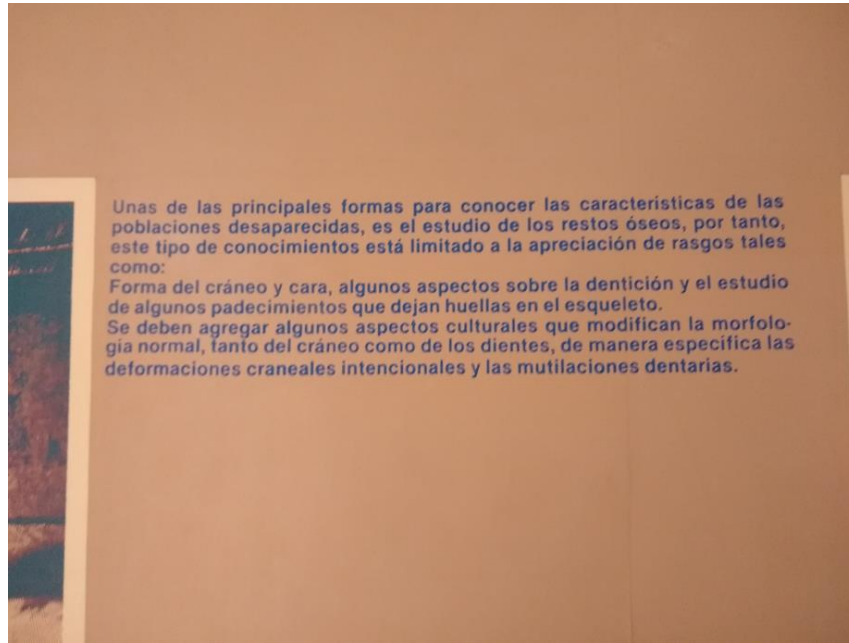 Unas de las principales formas para conocer las caracteristicas de las
poblaciones desaparecidas, es el estudio de los restos óseos, por tanto,
este tipo de conocimientos está limitado a la apreciación de rasgos tales
como:
Forma del cráneo y cara, algunos aspectos sobre la dentición y el estudio
de algunos padecimientos que dejan huellas en el esqueleto.
Se deben agregar algunos aspectos culturales que modifican la morfolo-
gía normal, tanto del cráneo como de los dientes, de manera específica las
deformaciones craneales intencionales y las mutilaciones dentarias.